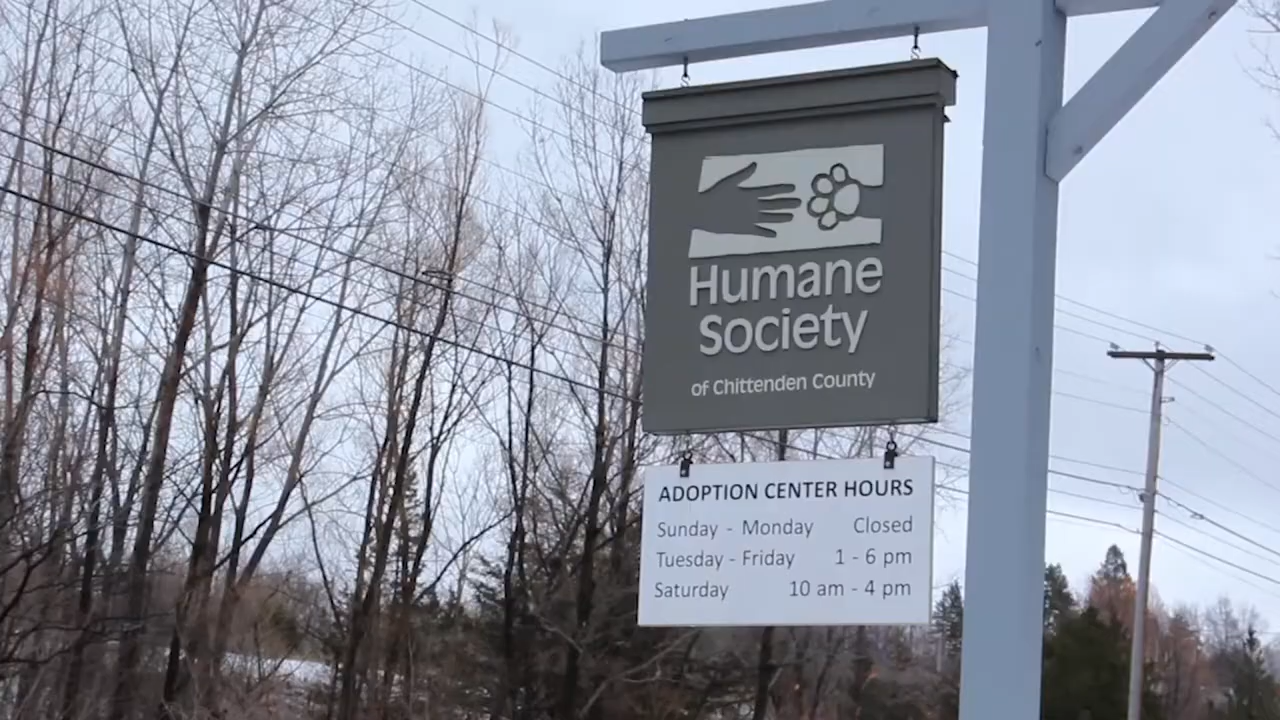 Humane
Society
of Chittenden County
ADOPTION CENTER HOURS
Sunday - Monday Closed
Tuesday - Friday 1 - 6 pm
Saturday 10 am - 4 pm